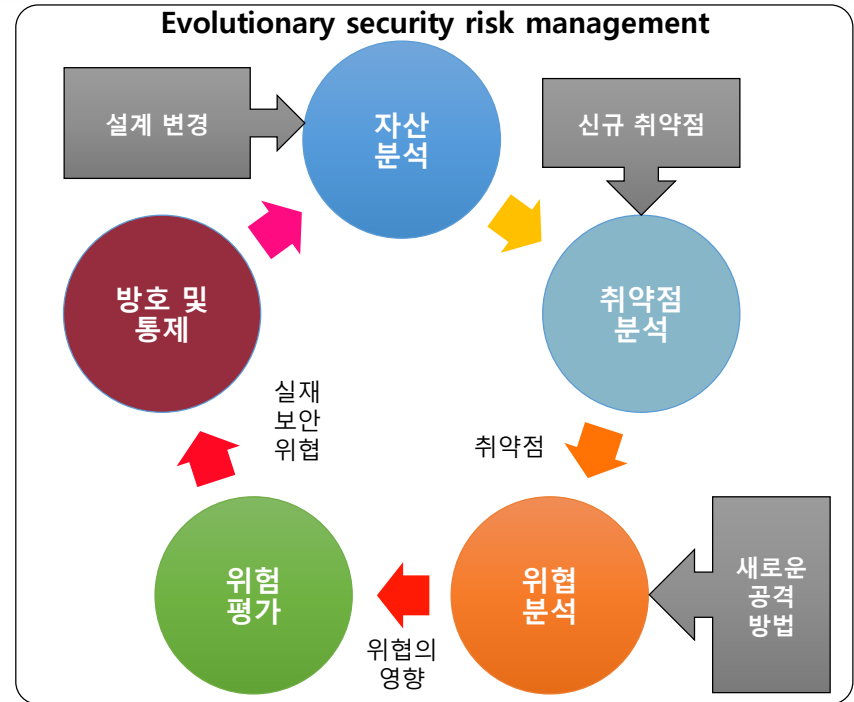 Evolutionary security risk management
설계 변경
자산
분석
신규 취약점
방호 및
통제
취약점
분석
실재
보안
위협
취약점
위험
평가
위협의
영향
위협
분석
새로운
공격
방법